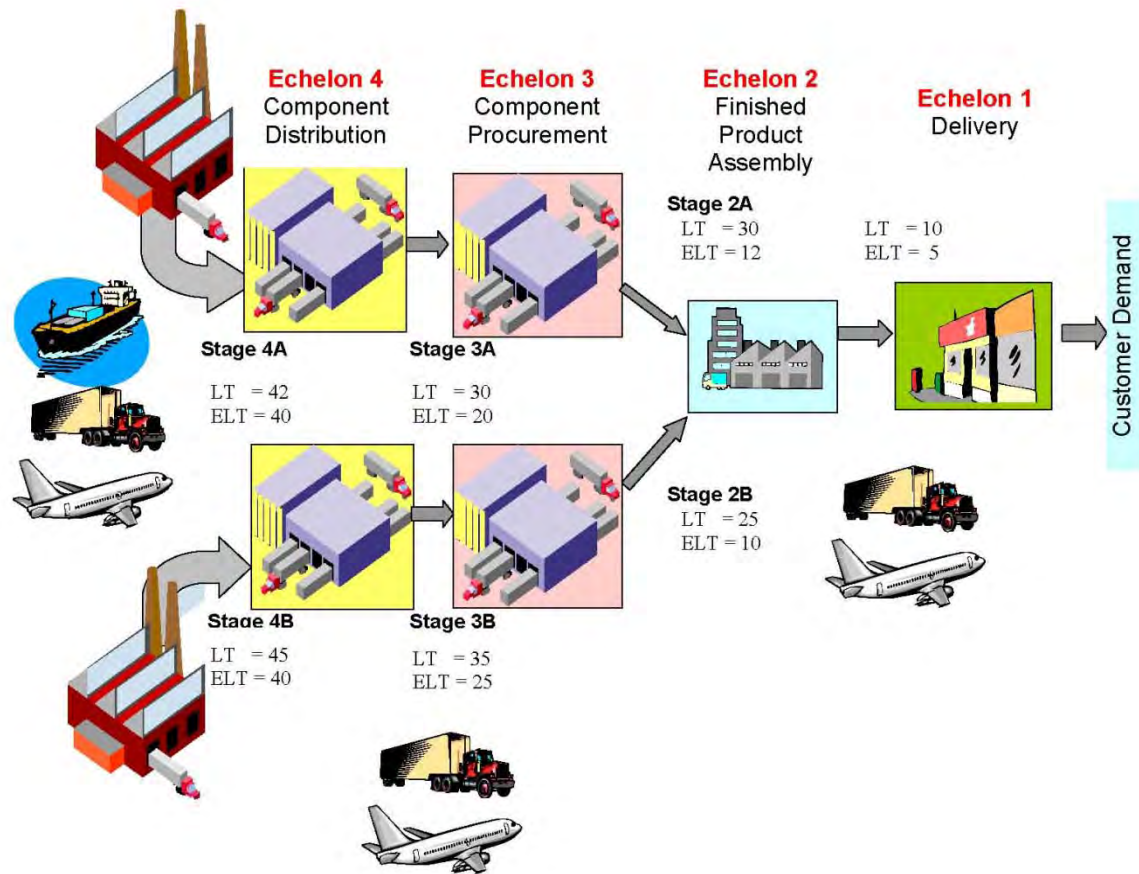 Echelon 4
Component
Distribution
Echelon 3
Component
Procurement
Echelon 2
Finished
Product
Assembly
Echelon 1
Delivery
Stage 2A
LT = 30
ELT = 12
LT = 10
ELT = 5
Customer Demand
Stage 4A
LT = 42
ELT = 40
Stage 3A
LT = 30
ELT = 20
Stage 2B
LT = 25
ELT = 10
Stage 4B
LT = 45
ELT = 40
Stage 3B
LT = 35
ELT = 25